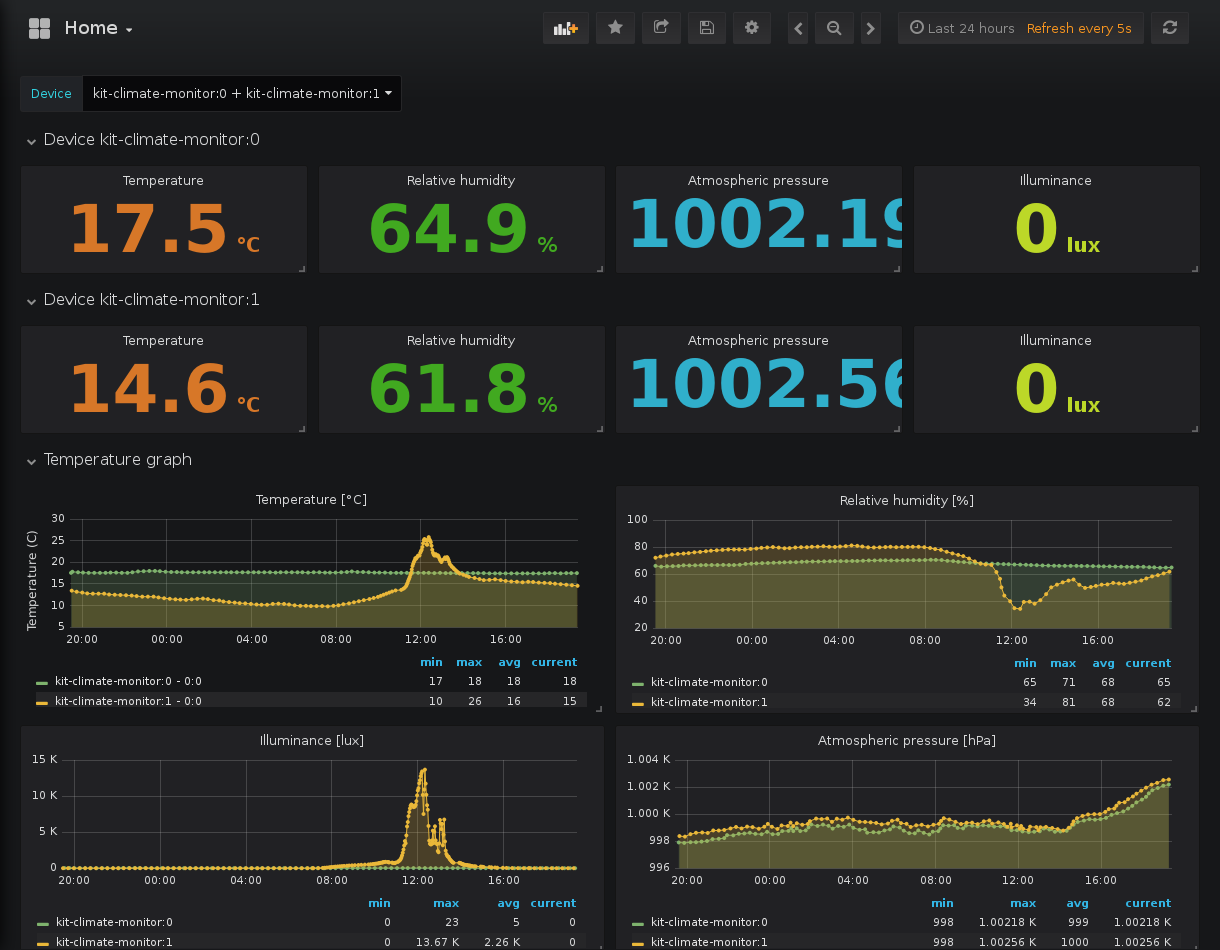 Home
Last 24 hours Refresh every 5s
Device kit-climate-monitor:0 + kit-climate-monitor:1
Device kit-climate-monitor:0
Temperature Relative humidity Atmospheric pressure Illuminance
17.5 °C 64.9 % 1002.19 0 lux
Device kit-climate-monitor:1
Temperature Relative humidity Atmospheric pressure Illuminance
14.6 °C 61.8 % 1002.56 0 lux
Temperature graph
Temperature [°C]
Temperature (C)
30
25
20
15
10
5
20:00 00:00 04:00 08:00 12:00 16:00
min max avg current
kit-climate-monitor:0 - 0:0 17 18 18 18
kit-climate-monitor:1 - 0:0 10 26 16 15
Relative humidity [%]
100
80
60
40
20
20:00 00:00 04:00 08:00 12:00 16:00
min max avg current
kit-climate-monitor:0 65 71 68 65
kit-climate-monitor:1 34 81 68 62
Illuminance [lux]
15 K
10 K
5 K
0
20:00 00:00 04:00 08:00 12:00 16:00
min max avg current
kit-climate-monitor:0 0 23 5 0
kit-climate-monitor:1 0 13.67 K 2.26 K 0
Atmospheric pressure [hPa]
1.004 K
1.002 K
1.000 K
998
996
20:00 00:00 04:00 08:00 12:00 16:00
min max avg current
kit-climate-monitor:0 998 1.00218 K 999 1.00218 K
kit-climate-monitor:1 998 1.00256 K 1000 1.00256 K